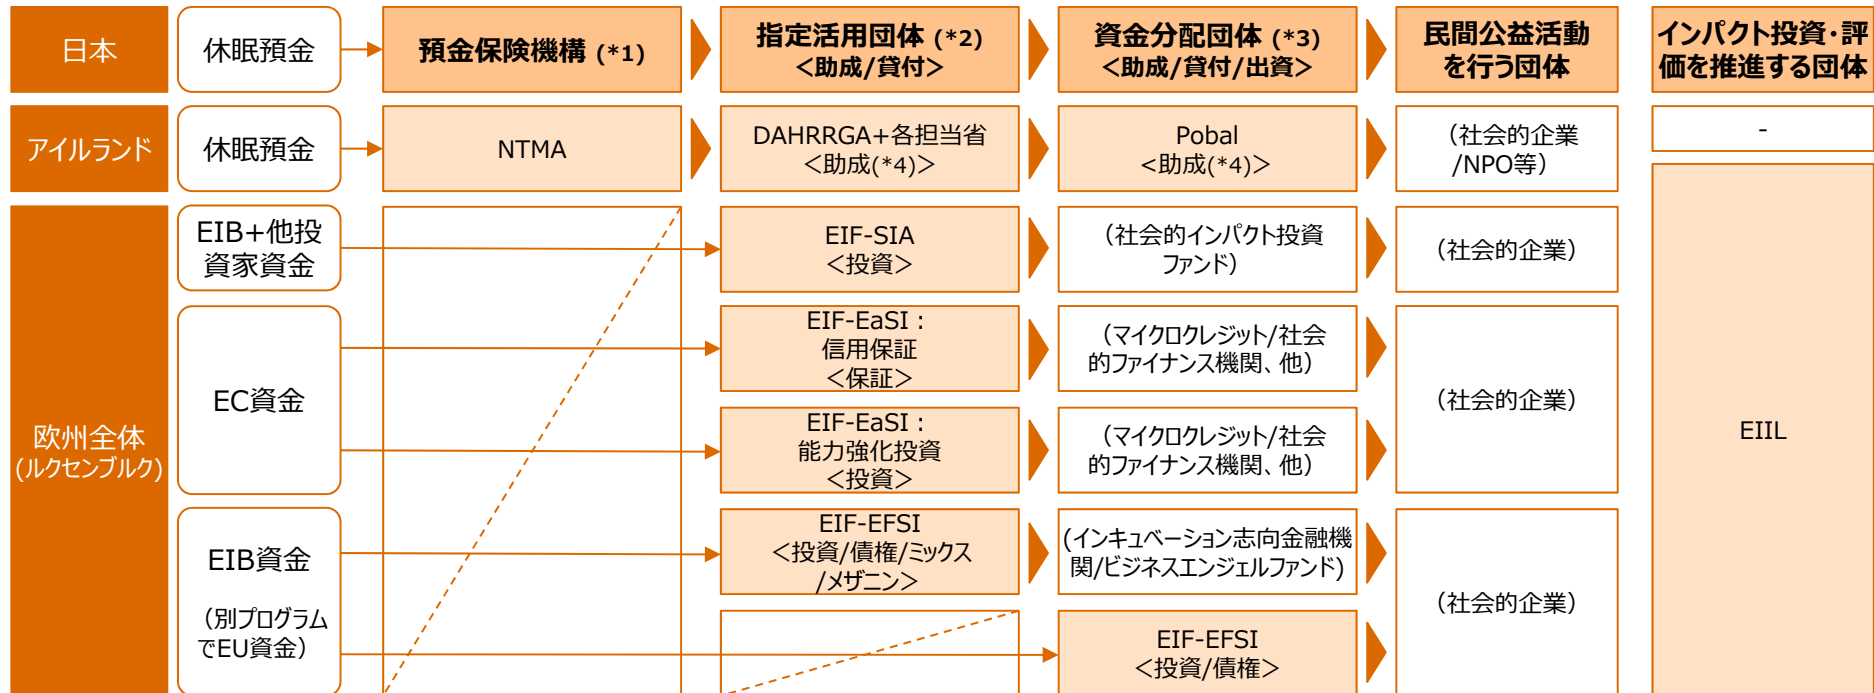 日本
休眠預金
預金保険機構 (*1)
指定活用団体 (*2)
<助成/貸付>
資金分配団体 (*3)
<助成/貸付/出資>
民間公益活動
を行う団体
インパクト投資・評
価を推進する団体
アイルランド
休眠預金
NTMA
DAHRRGA+各担当省
<助成(*4)>
Pobal
<助成(*4)>
（社会的企業
/NPO等）
-
欧州全体
(ルクセンブルク)
EIB+他投
資家資金
EIF-SIA
<投資>
（社会的インパクト投資
ファンド）
（社会的企業）
EC資金
EIF-EaSI：
信用保証
<保証>
（マイクロクレジット/社会
的ファイナンス機関、他）
EIF-EaSI：
能力強化投資
<投資>
（マイクロクレジット/社会
的ファイナンス機関、他）
（社会的企業）
EIIL
EIB資金
（別プログラム
でEU資金）
EIF-EFSI
<投資/債権/ミックス
/メザニン>
(インキュベーション志向金融機
関/ビジネスエンジェルファンド)
EIF-EFSI
<投資/債権>
（社会的企業）